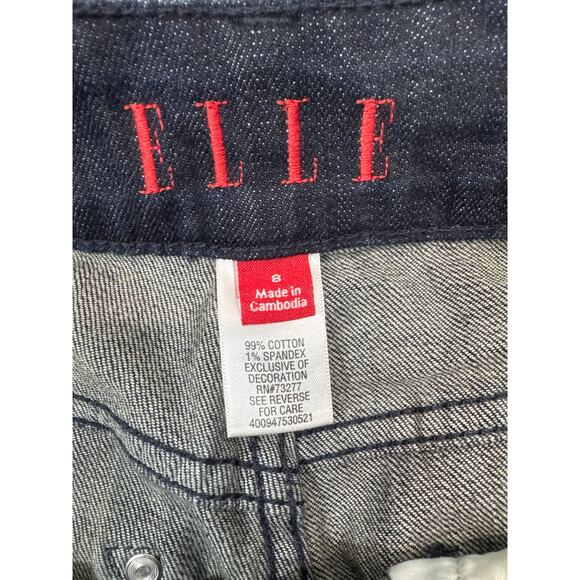 ELLE
8
Made in
Cambodia
99% COTTON
1% SPANDEX
EXCLUSIVE OF
DECORATION
RN#73277
SEE REVERSE
FOR CARE
400947530521